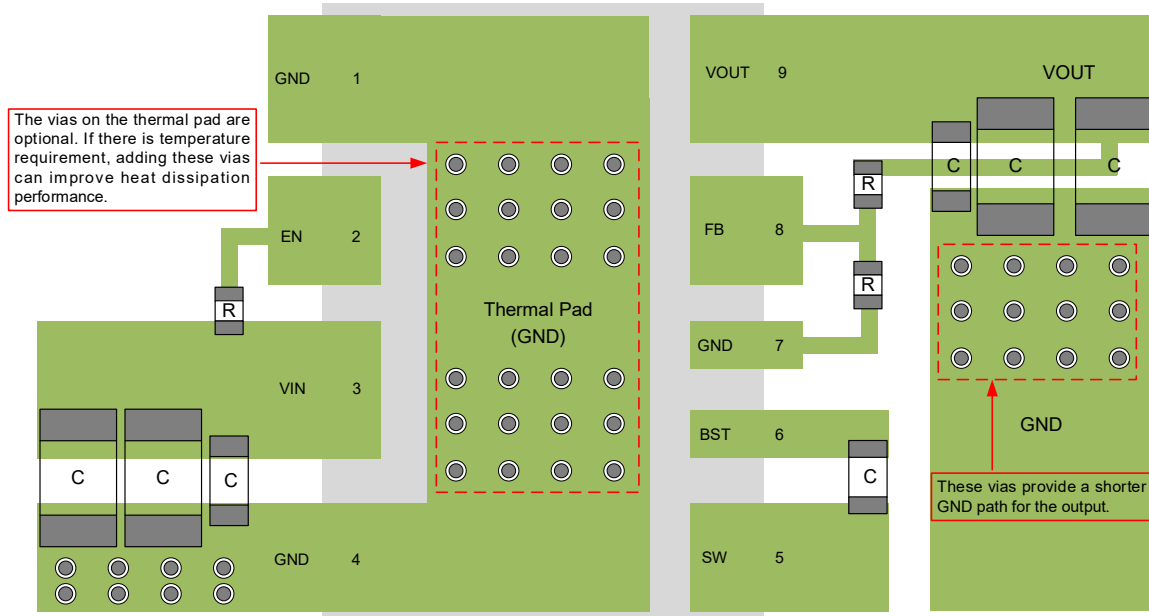 GND 1
VOUT 9
VOUT
The vias on the thermal pad are
optional. If there is temperature
requirement, adding these vias
can improve heat dissipation
performance.
C
C
C
R
EN 2
FB 8
R
R
Thermal Pad
(GND)
GND 7
VIN 3
GND
BST 6
C
C
C
C
These vias provide a shorter
GND path for the output.
GND 4
SW 5